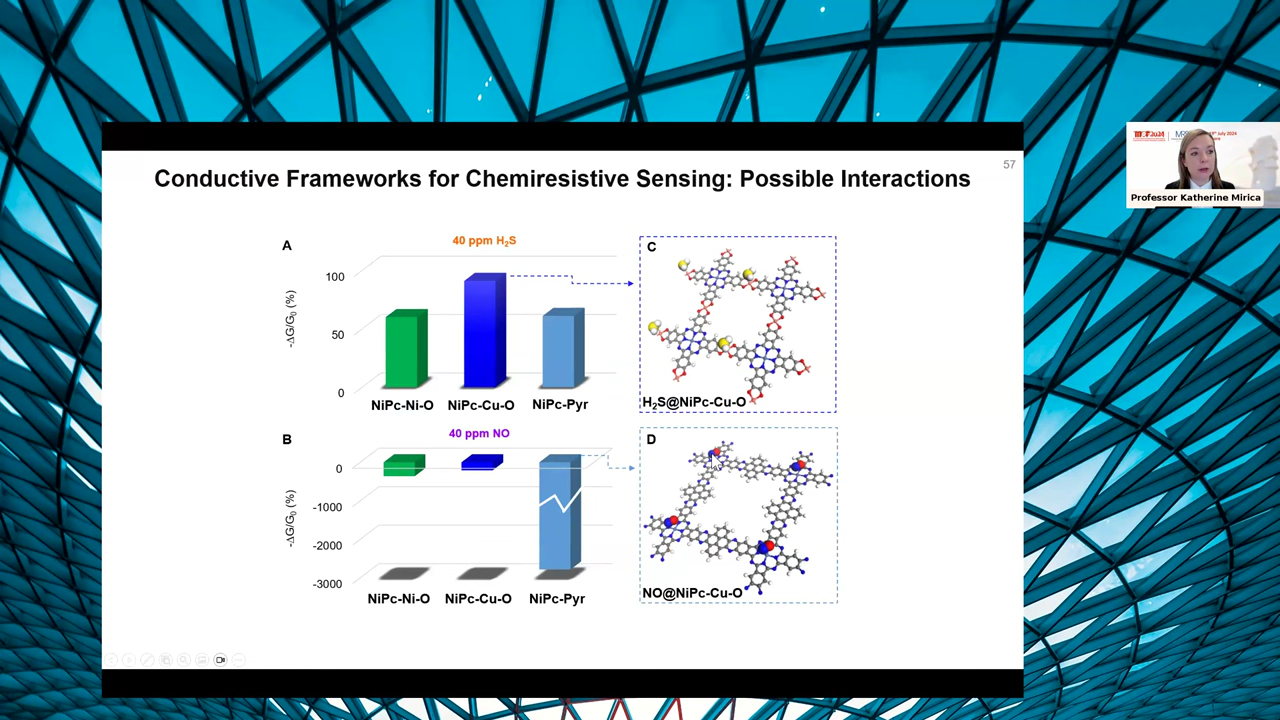 57
Conductive Frameworks for Chemiresistive Sensing: Possible Interactions
A
40 ppm H₂S
-ΔG/G₀ (%)
100
50
0
NiPc-Ni-O NiPc-Cu-O NiPc-Pyr
C
H₂S@NiPc-Cu-O
B
40 ppm NO
-ΔG/G₀ (%)
0
-1000
-2000
-3000
NiPc-Ni-O NiPc-Cu-O NiPc-Pyr
D
NO@NiPc-Cu-O
July 2024
Professor Katherine Mirica